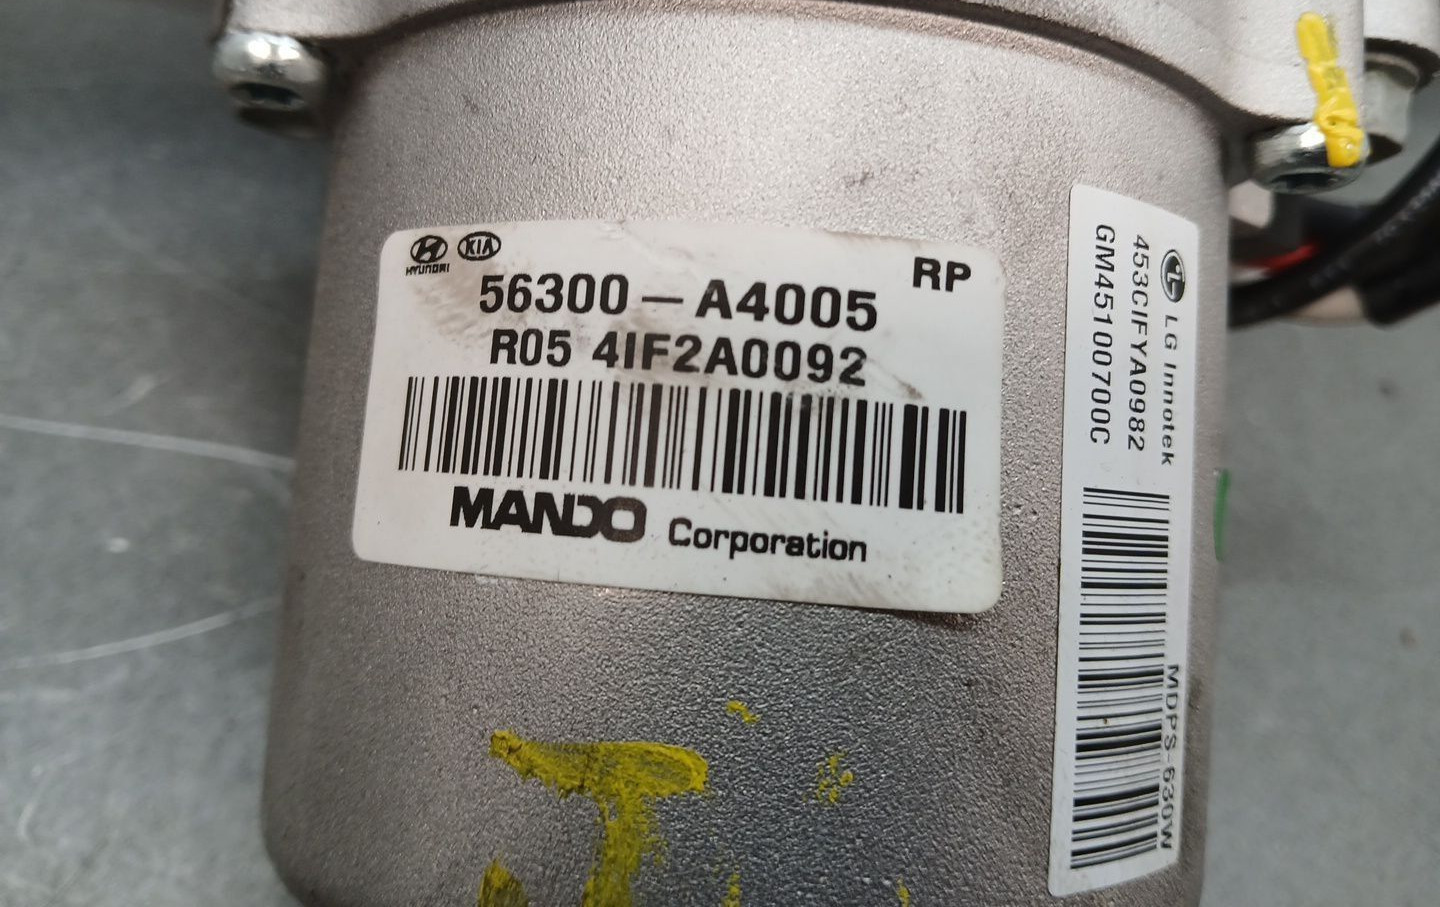 HYUNDAI
KIA
RP
56300-A4005
R05 4IF2A0092
MANDO Corporation
LG Innotek
453CIFYA0982
GM45100700C
MDPS-630W